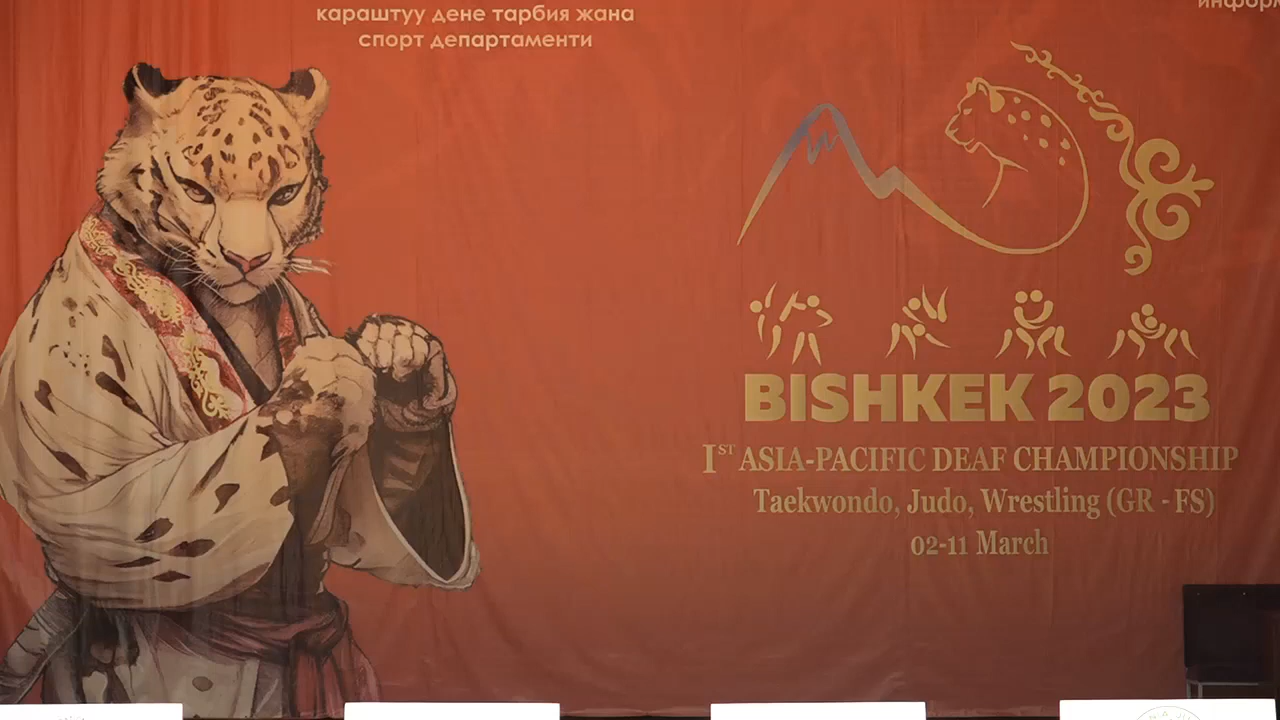 караштуу дене тарбия жана
спорт департаменти
BISHKEK 2023
IST ASIA-PACIFIC DEAF CHAMPIONSHIP
Taekwondo, Judo, Wrestling (GR - FS)
02-11 March